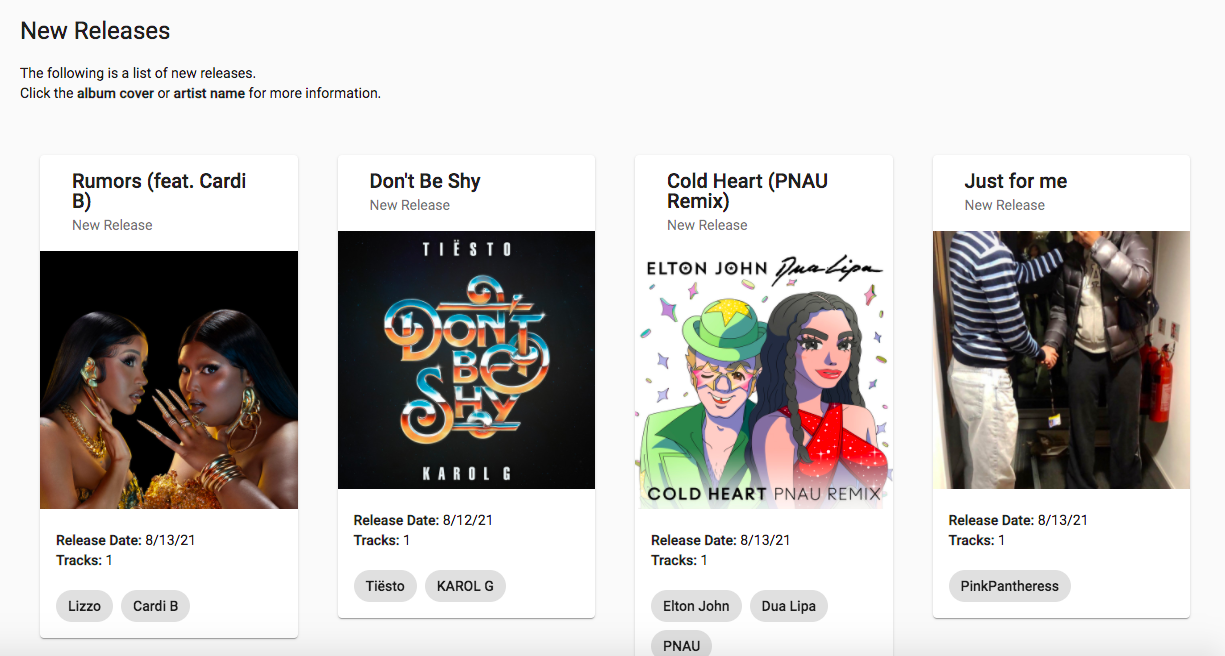 New Releases
The following is a list of new releases.
Click the album cover or artist name for more information.
Rumors (feat. Cardi
B)
New Release
Release Date: 8/13/21
Tracks: 1
Lizzo
Cardi B
Don't Be Shy
New Release
TIËSTO
DON'T
BE
SHY
KAROL G
Release Date: 8/12/21
Tracks: 1
Tiësto
KAROL G
Cold Heart (PNAU
Remix)
New Release
ELTON JOHN Dua Lipa
COLD HEART PNAU REMIX
Release Date: 8/13/21
Tracks: 1
Elton John
Dua Lipa
PNAU
Just for me
New Release
Release Date: 8/13/21
Tracks: 1
PinkPantheress